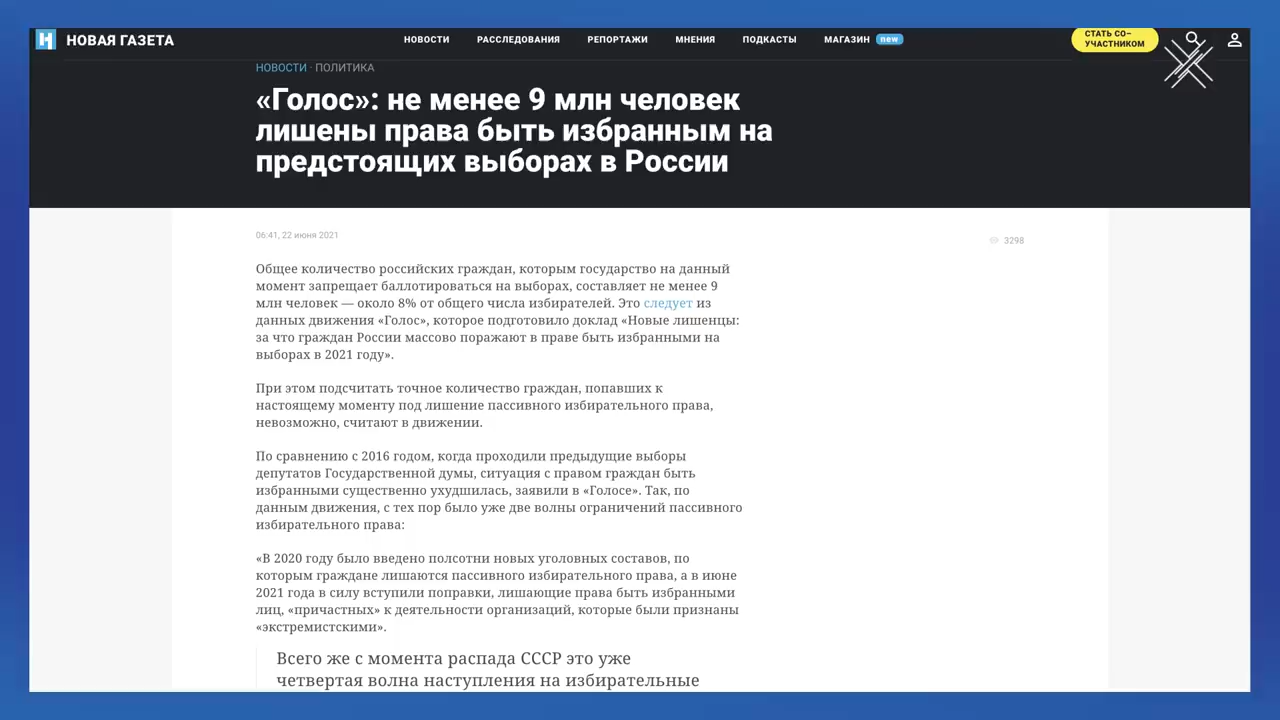 НОВАЯ ГАЗЕТА
НОВОСТИ РАССЛЕДОВАНИЯ РЕПОРТАЖИ МНЕНИЯ ПОДКАСТЫ МАГАЗИН new
СТАТЬ СО-
УЧАСТНИКОМ
НОВОСТИ · ПОЛИТИКА
«Голос»: не менее 9 млн человек
лишены права быть избранным на
предстоящих выборах в России
06:41, 22 июня 2021
3298
Общее количество российских граждан, которым государство на данный
момент запрещает баллотироваться на выборах, составляет не менее 9
млн человек — около 8% от общего числа избирателей. Это следует из
данных движения «Голос», которое подготовило доклад «Новые лишенцы:
за что граждан России массово поражают в праве быть избранными на
выборах в 2021 году».
При этом подсчитать точное количество граждан, попавших к
настоящему моменту под лишение пассивного избирательного права,
невозможно, считают в движении.
По сравнению с 2016 годом, когда проходили предыдущие выборы
депутатов Государственной думы, ситуация с правом граждан быть
избранными существенно ухудшилась, заявили в «Голосе». Так, по
данным движения, с тех пор было уже две волны ограничений пассивного
избирательного права:
«В 2020 году было введено полсотни новых уголовных составов, по
которым граждане лишаются пассивного избирательного права, а в июне
2021 года в силу вступили поправки, лишающие права быть избранными
лиц, «причастных» к деятельности организаций, которые были признаны
«экстремистскими».
Всего же с момента распада СССР это уже
четвертая волна наступления на избирательные